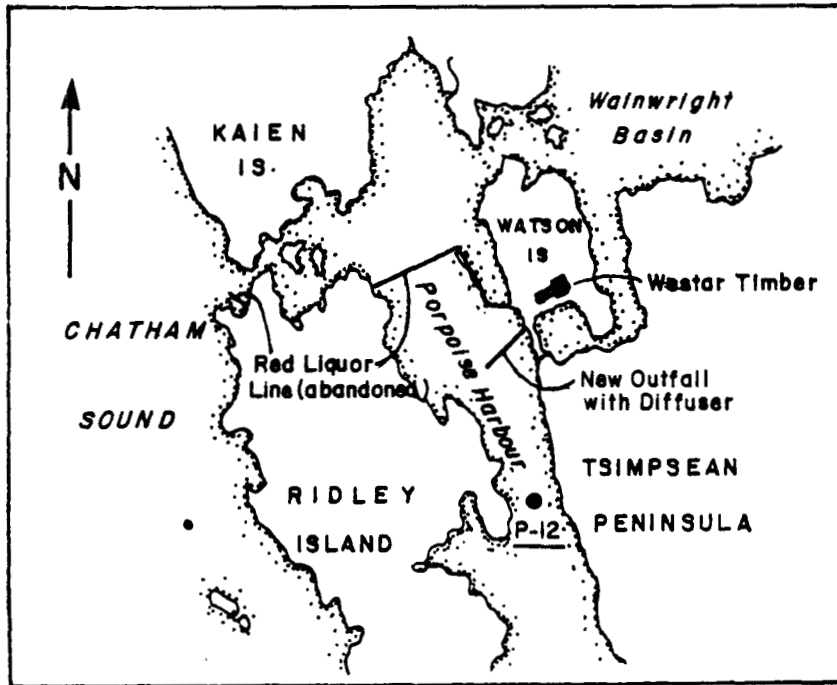 KAIEN
IS.
N
Wainwright
Basin
WATSON
IS
Westar Timber
CHATHAM
SOUND
Porpoise Harbour
Red Liquor
Line (abandoned)
New Outfall
with Diffuser
TSIMPSEAN
PENINSULA
RIDLEY
ISLAND
P-12